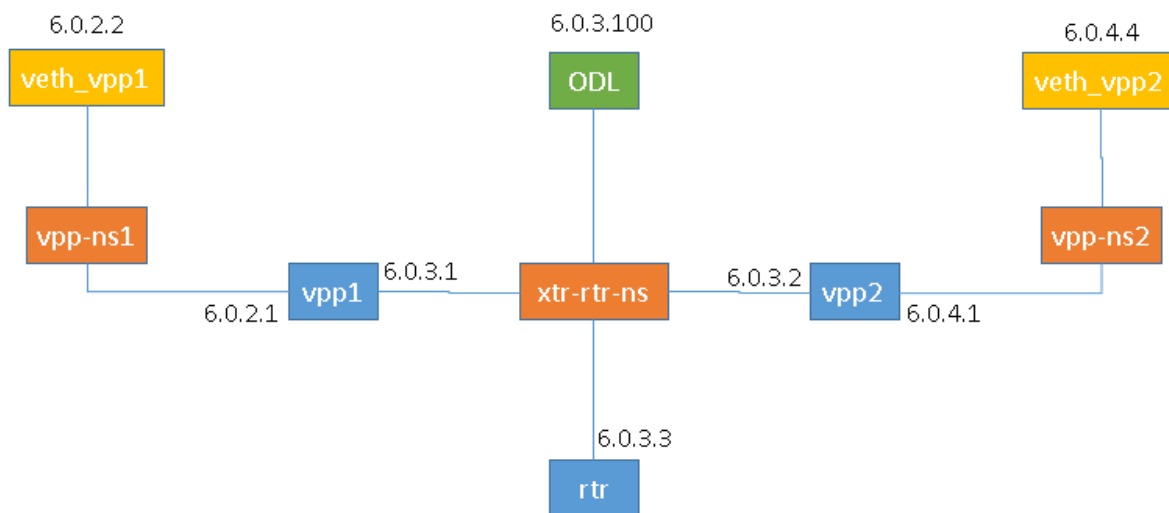 6.0.2.2
6.0.3.100
6.0.4.4
veth_vpp1
ODL
veth_vpp2
vpp-ns1
vpp-ns2
vpp1
6.0.3.1
xtr-rtr-ns
6.0.3.2
vpp2
6.0.2.1
6.0.4.1
6.0.3.3
rtr